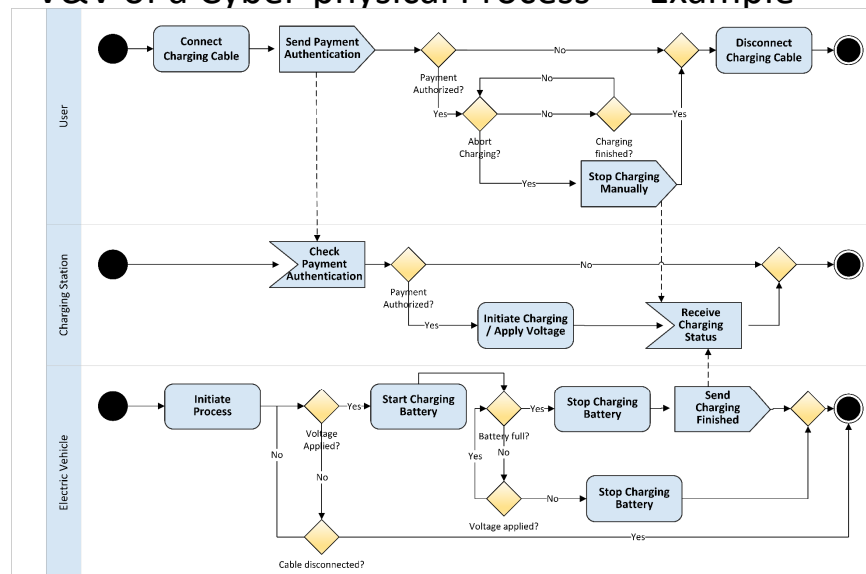 V&V of a Cyber-physical Process – Example
User
Connect
Charging Cable
Send Payment
Authentication
Payment
Authorized?
No
Yes
Abort
Charging?
No
No
Charging
finished?
Yes
Yes
Stop Charging
Manually
Disconnect
Charging Cable
Charging Station
Check
Payment
Authentication
Payment
Authorized?
No
Yes
Initiate Charging
/ Apply Voltage
Receive
Charging
Status
Electric Vehicle
Initiate
Process
Voltage
Applied?
Yes
No
No
Start Charging
Battery
Battery full?
Yes
No
Yes
Stop Charging
Battery
Send
Charging
Finished
Voltage applied?
No
Stop Charging
Battery
Cable disconnected?
Yes